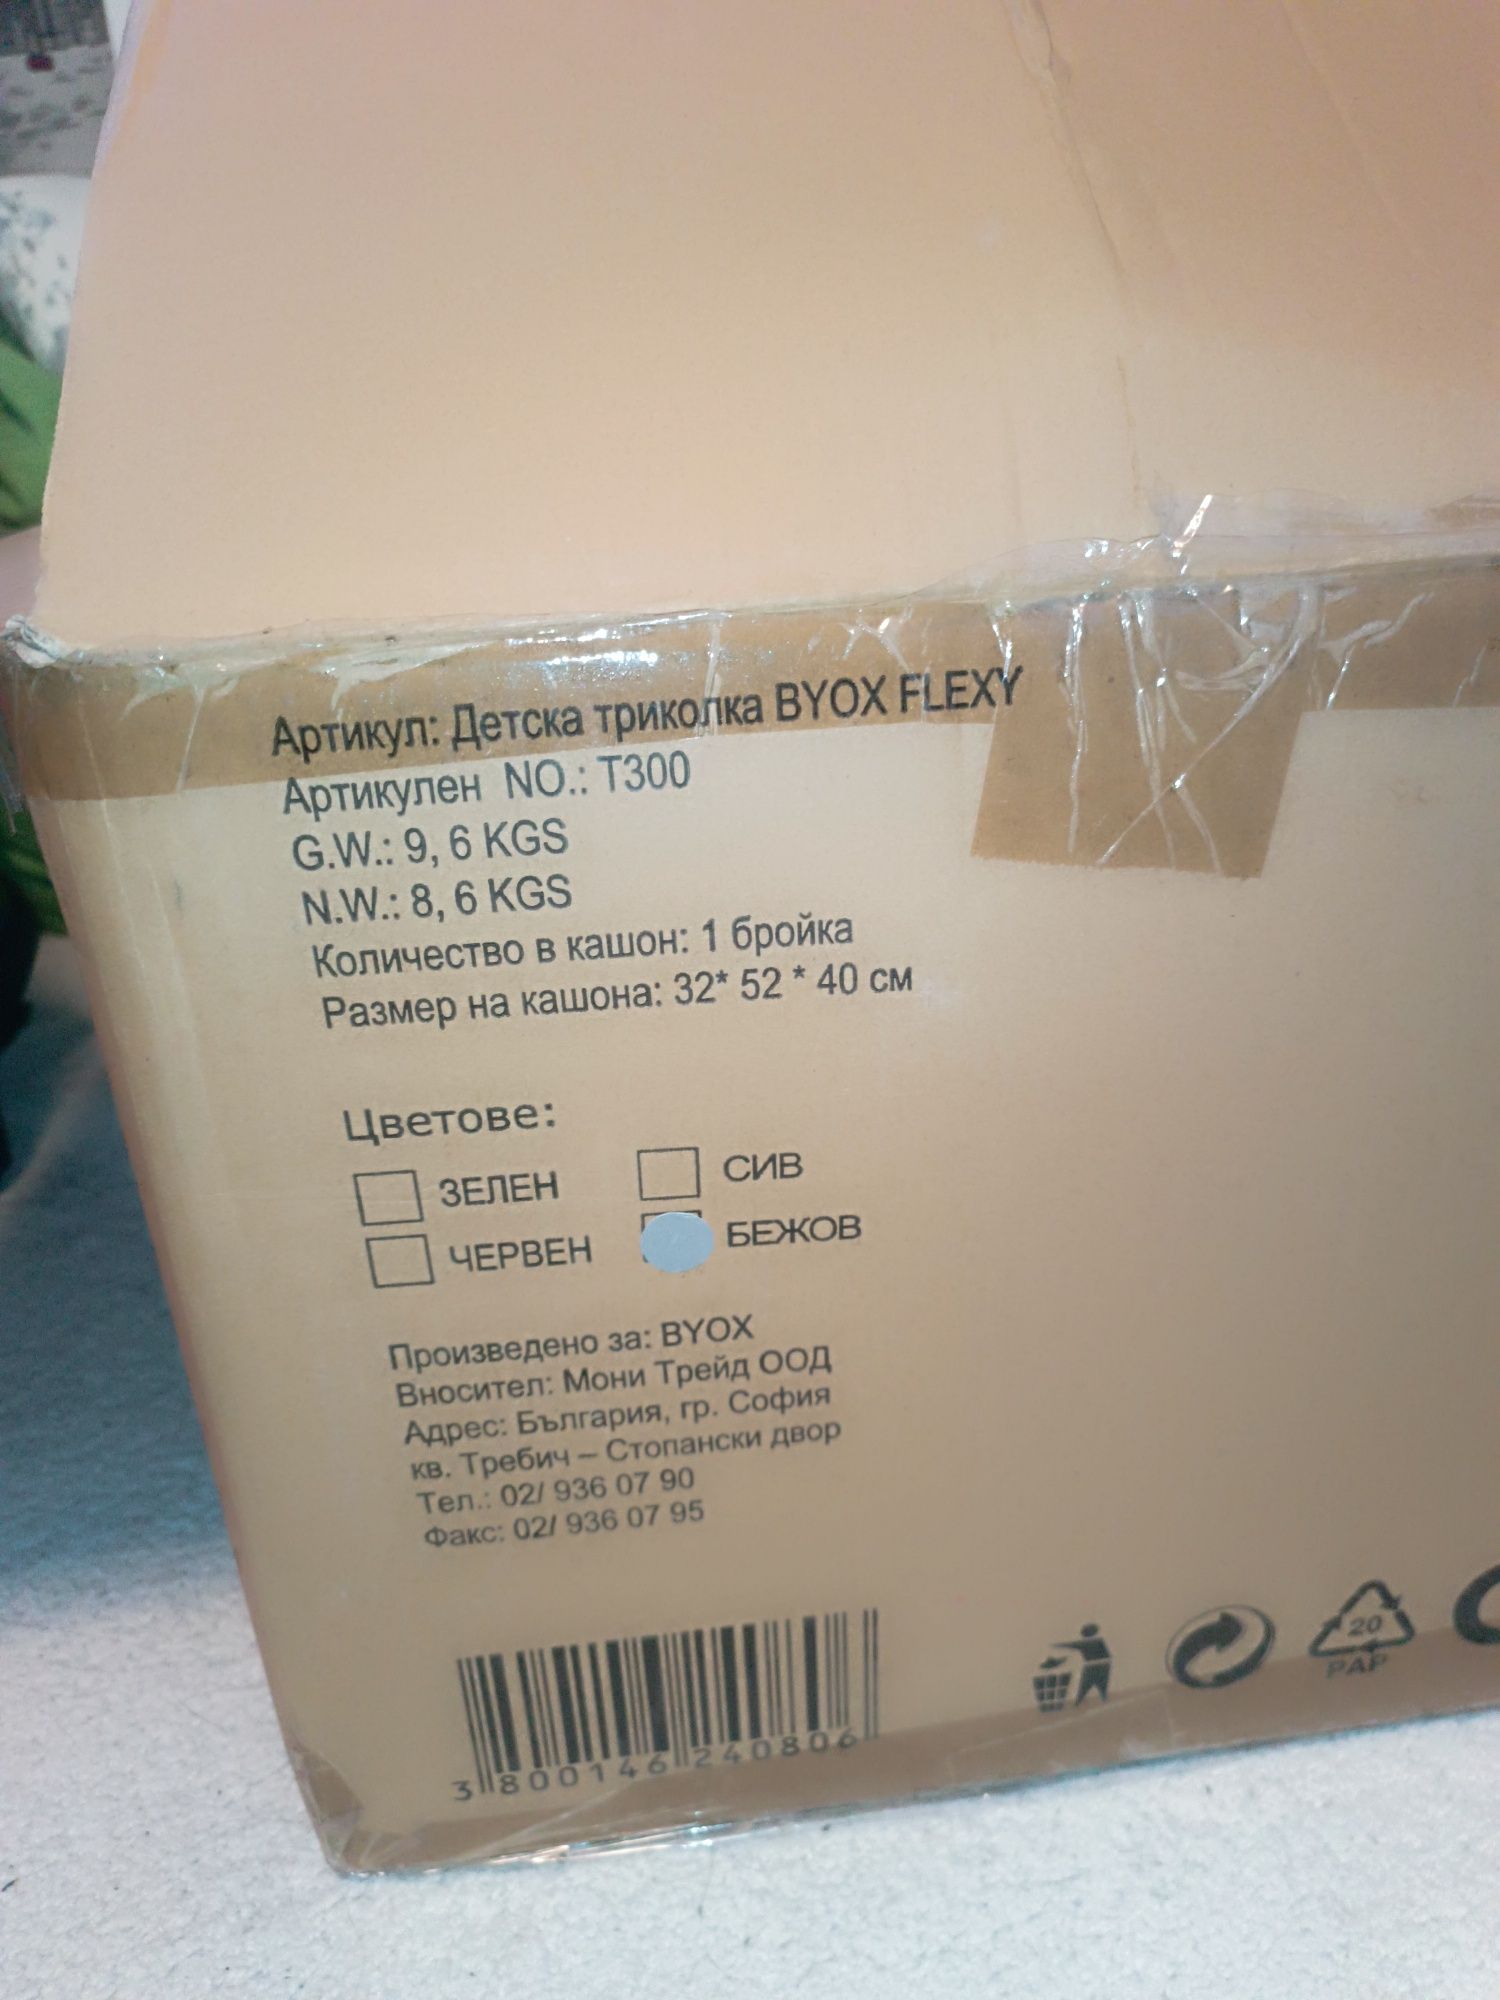 Артикул: Детска триколка BYOX FLEXY
Артикулен NO.: T300
G.W.: 9, 6 KGS
N.W.: 8, 6 KGS
Количество в кашон: 1 бройка
Размер на кашона: 32* 52 * 40 см
Цветове:
ЗЕЛЕН СИВ
ЧЕРВЕН БЕЖОВ
Произведено за: BYOX
Вносител: Мони Трейд ООД
Адрес: България, гр. София
кв. Требич – Стопански двор
Тел.: 02/ 936 07 90
Факс: 02/ 936 07 95
20
PAP
3 800146 240806